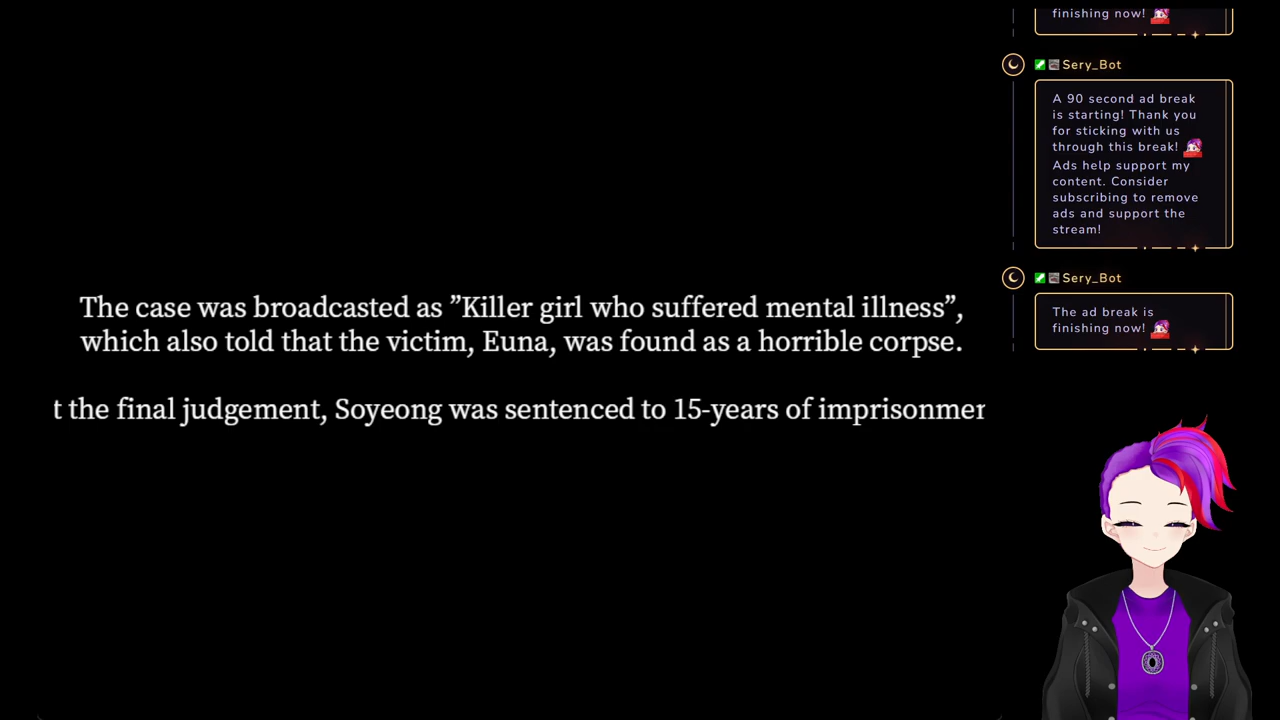 The case was broadcasted as ”Killer girl who suffered mental illness”,
which also told that the victim, Euna, was found as a horrible corpse.
t the final judgement, Soyeong was sentenced to 15-years of imprisonmen
finishing now!
Sery_Bot
A 90 second ad break
is starting! Thank you
for sticking with us
through this break!
Ads help support my
content. Consider
subscribing to remove
ads and support the
stream!
Sery_Bot
The ad break is
finishing now!